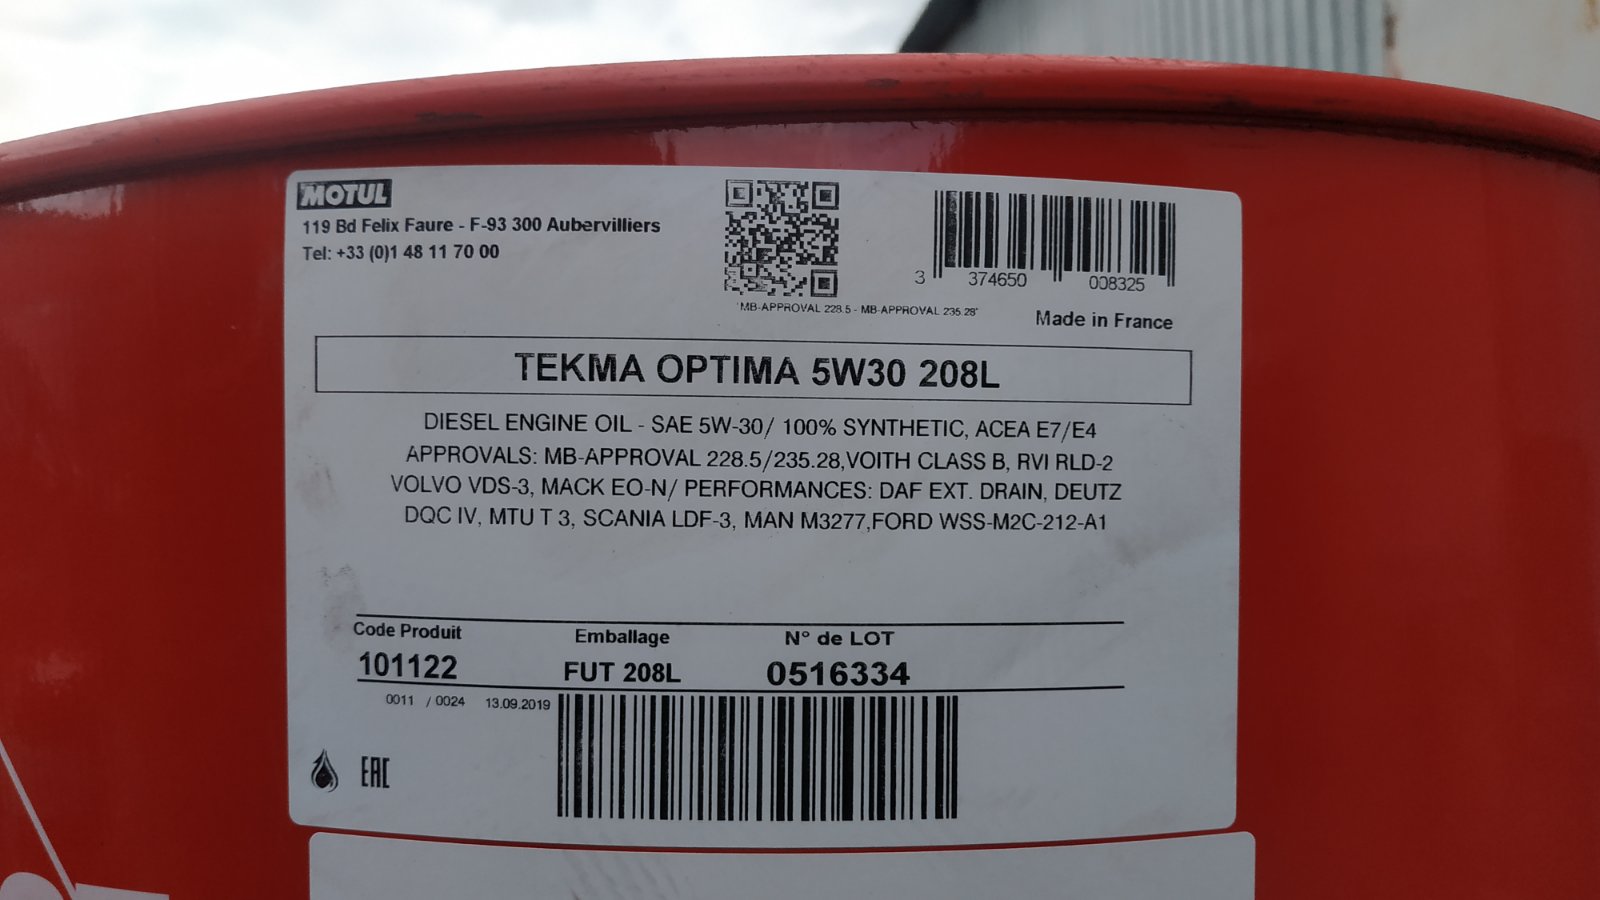 MOTUL
119 Bd Felix Faure - F-93 300 Aubervilliers
Tel: +33 (0)1 48 11 70 00
3 374650 008325
"MB-APPROVAL 228.5 - MB-APPROVAL 235.28"
Made in France
TEKMA OPTIMA 5W30 208L
DIESEL ENGINE OIL - SAE 5W-30/ 100% SYNTHETIC, ACEA E7/E4
APPROVALS: MB-APPROVAL 228.5/235.28,VOITH CLASS B, RVI RLD-2
VOLVO VDS-3, MACK EO-N/ PERFORMANCES: DAF EXT. DRAIN, DEUTZ
DQC IV, MTU T 3, SCANIA LDF-3, MAN M3277,FORD WSS-M2C-212-A1
Code Produit Emballage N° de LOT
101122 FUT 208L 0516334
0011 / 0024 13.09.2019
EAC